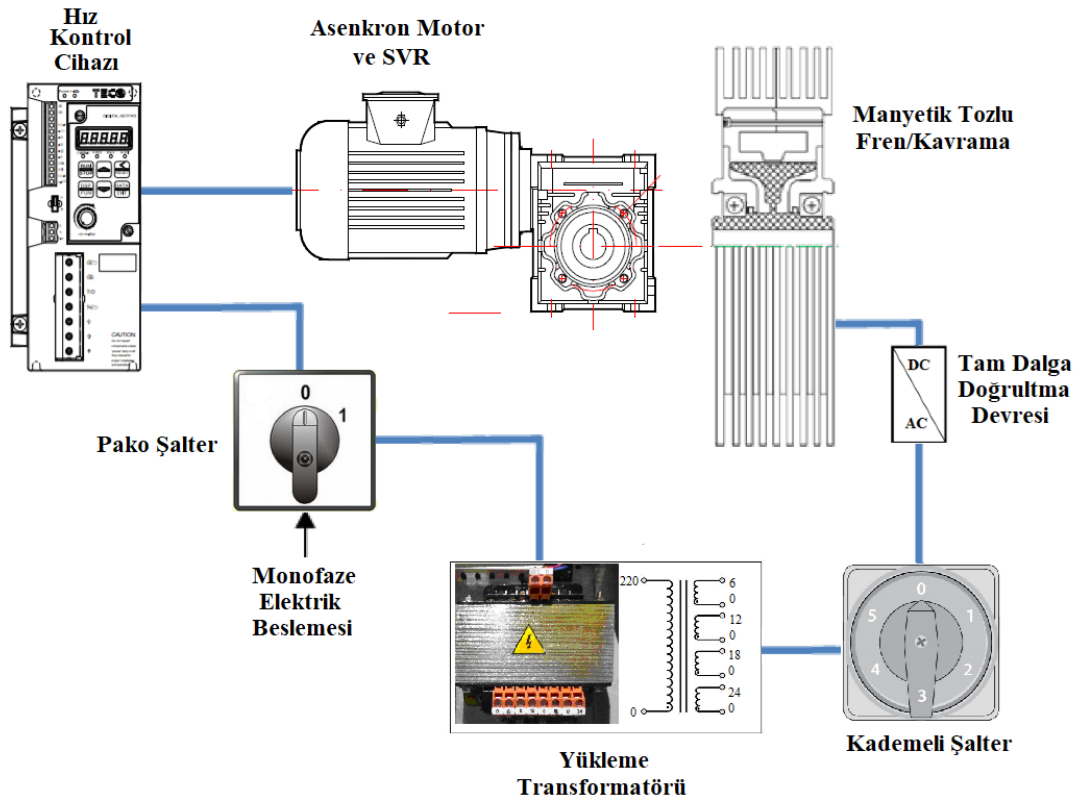 Hız
Kontrol
Cihazı
Asenkron Motor
ve SVR
Manyetik Tozlu
Fren/Kavrama
TECO
CAUTION
DC
AC
Tam Dalga
Doğrultma
Devresi
Pako Şalter
0
1
Monofaze
Elektrik
Beslemesi
220
0
6
0
12
0
18
0
24
0
0
1
2
3
4
5
Yükleme
Transformatörü
Kademeli Şalter